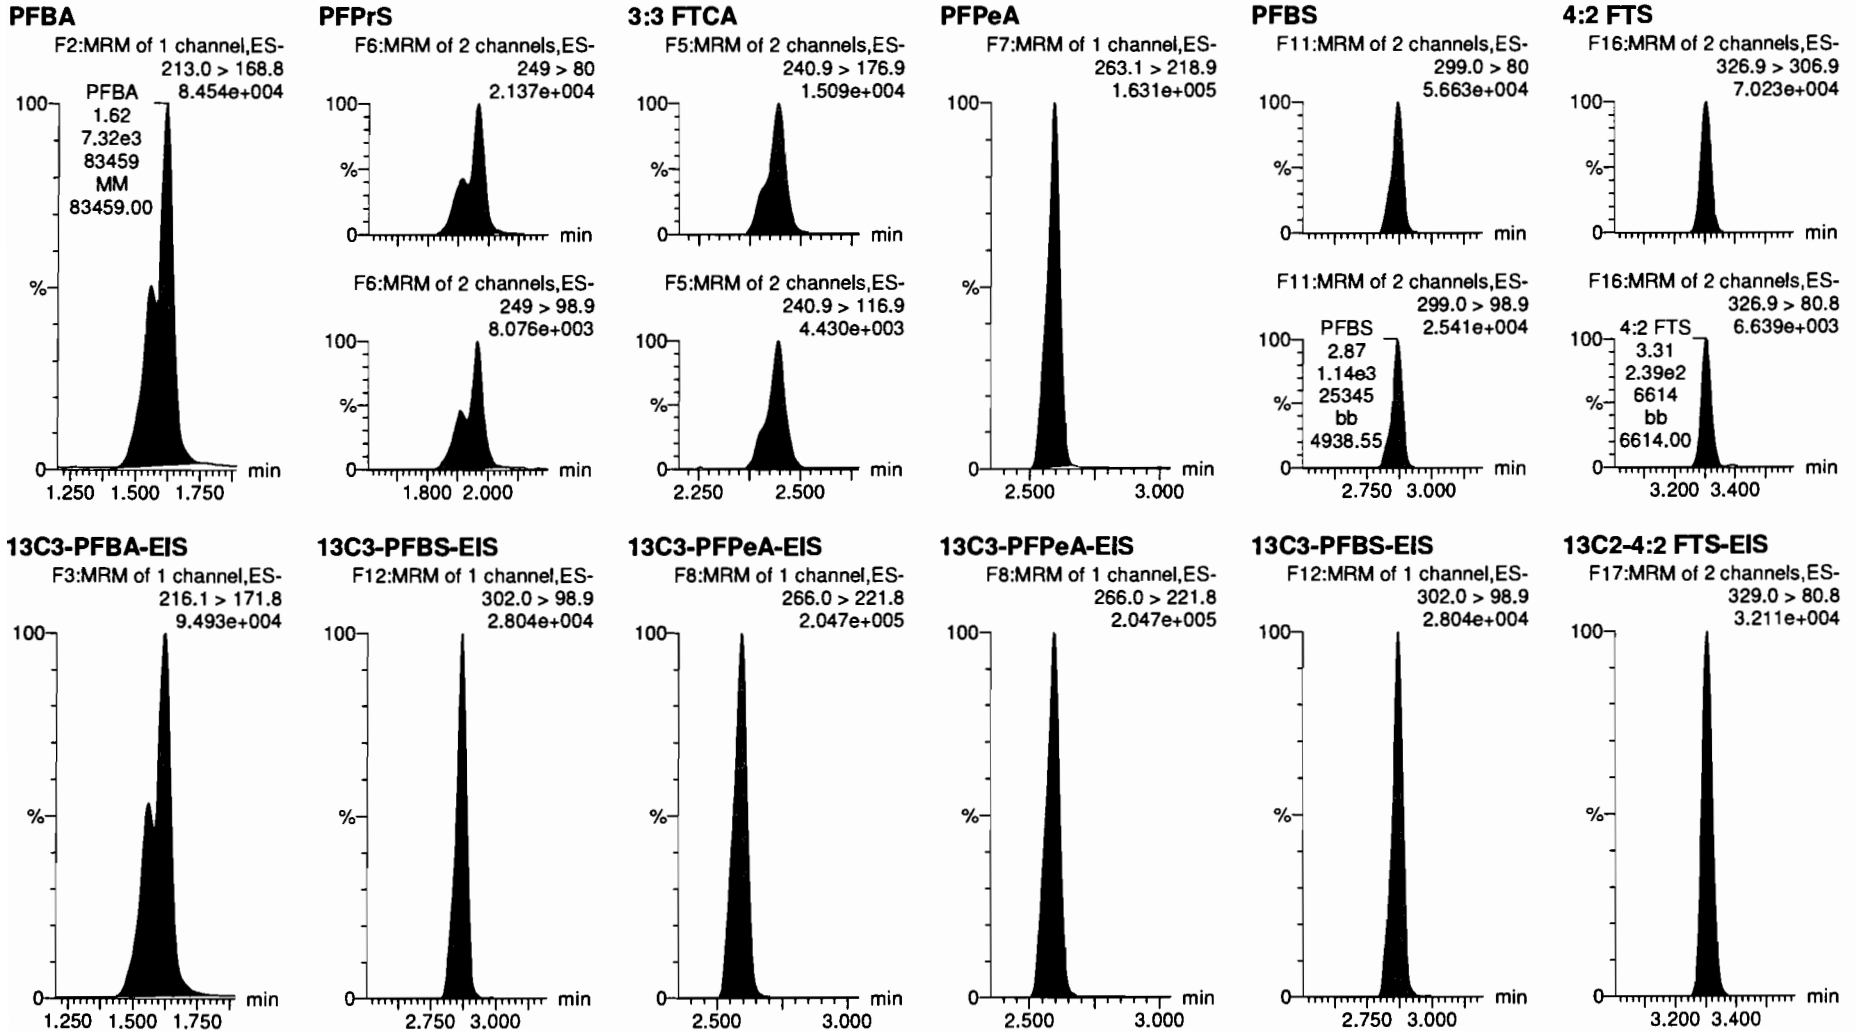 PFBA
F2:MRM of 1 channel,ES-
213.0 > 168.8
8.454e+004
PFBA
1.62
7.32e3
83459
MM
83459.00
100
%
0
min
1.250 1.500 1.750
PFPrS
F6:MRM of 2 channels,ES-
249 > 80
2.137e+004
100
%
0
min
F6:MRM of 2 channels,ES-
249 > 98.9
8.076e+003
100
%
0
min
1.800 2.000
3:3 FTCA
F5:MRM of 2 channels,ES-
240.9 > 176.9
1.509e+004
100
%
0
min
F5:MRM of 2 channels,ES-
240.9 > 116.9
4.430e+003
100
%
0
min
2.250 2.500
PFPeA
F7:MRM of 1 channel,ES-
263.1 > 218.9
1.631e+005
100
%
0
min
2.500 3.000
PFBS
F11:MRM of 2 channels,ES-
299.0 > 80
5.663e+004
100
%
0
min
F11:MRM of 2 channels,ES-
299.0 > 98.9
2.541e+004
PFBS
2.87
1.14e3
25345
bb
4938.55
100
%
0
min
2.750 3.000
4:2 FTS
F16:MRM of 2 channels,ES-
326.9 > 306.9
7.023e+004
100
%
0
min
F16:MRM of 2 channels,ES-
326.9 > 80.8
6.639e+003
4:2 FTS
3.31
2.39e2
6614
bb
6614.00
100
%
0
min
3.200 3.400
13C3-PFBA-EIS
F3:MRM of 1 channel,ES-
216.1 > 171.8
9.493e+004
100
%
0
min
1.250 1.500 1.750
13C3-PFBS-EIS
F12:MRM of 1 channel,ES-
302.0 > 98.9
2.804e+004
100
%
0
min
2.750 3.000
13C3-PFPeA-EIS
F8:MRM of 1 channel,ES-
266.0 > 221.8
2.047e+005
100
%
0
min
2.500 3.000
13C3-PFPeA-EIS
F8:MRM of 1 channel,ES-
266.0 > 221.8
2.047e+005
100
%
0
min
2.500 3.000
13C3-PFBS-EIS
F12:MRM of 1 channel,ES-
302.0 > 98.9
2.804e+004
100
%
0
min
2.750 3.000
13C2-4:2 FTS-EIS
F17:MRM of 2 channels,ES-
329.0 > 80.8
3.211e+004
100
%
0
min
3.200 3.400